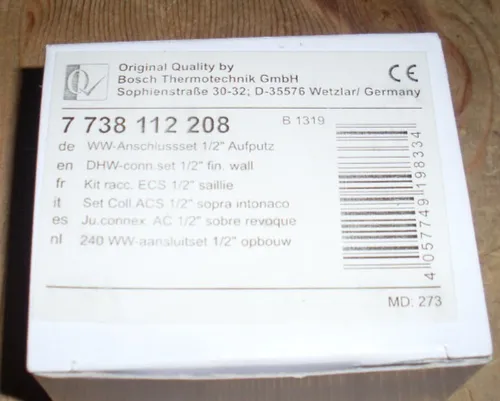 Original Quality by
Bosch Thermotechnik GmbH
Sophienstraße 30-32; D-35576 Wetzlar/ Germany
CE
7 738 112 208
B 1319
de WW-Anschlussset 1/2" Aufputz
en DHW-conn.set 1/2" fin. wall
fr Kit racc. ECS 1/2" saillie
it Set Coll ACS 1/2" sopra intonaco
es Ju.connex. AC 1/2" sobre revoque
nl 240 WW-aansluitset 1/2" opbouw
4 057749 198334
MD: 273